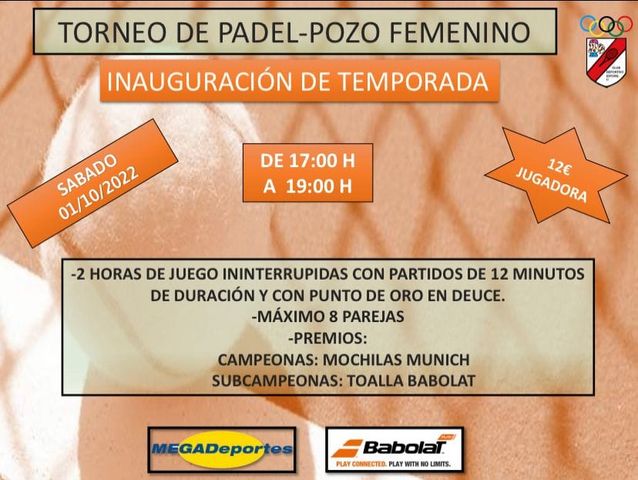 TORNEO DE PADEL-POZO FEMENINO
INAUGURACIÓN DE TEMPORADA
SABADO
01/10/2022
DE 17:00 H
A 19:00 H
12€
JUGADORA
-2 HORAS DE JUEGO ININTERRUPIDAS CON PARTIDOS DE 12 MINUTOS
DE DURACIÓN Y CON PUNTO DE ORO EN DEUCE.
-MÁXIMO 8 PAREJAS
-PREMIOS:
CAMPEONAS: MOCHILAS MUNICH
SUBCAMPEONAS: TOALLA BABOLAT
MEGADeportes
BabolaT
PLAY CONNECTED. PLAY WITH NO LIMITS.